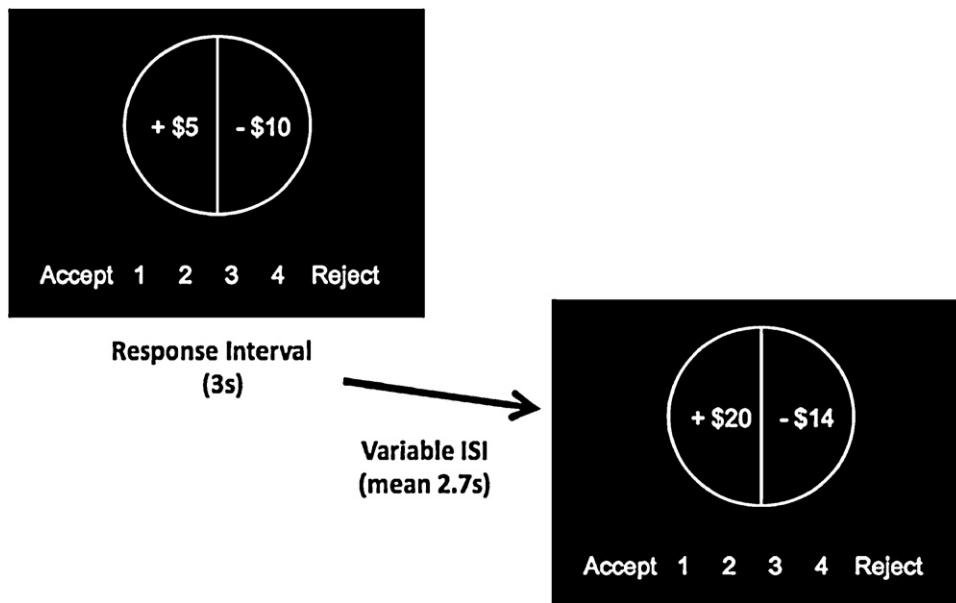 + $5 - $10
Accept 1 2 3 4 Reject
Response Interval
(3s)
Variable ISI
(mean 2.7s)
+ $20 - $14
Accept 1 2 3 4 Reject